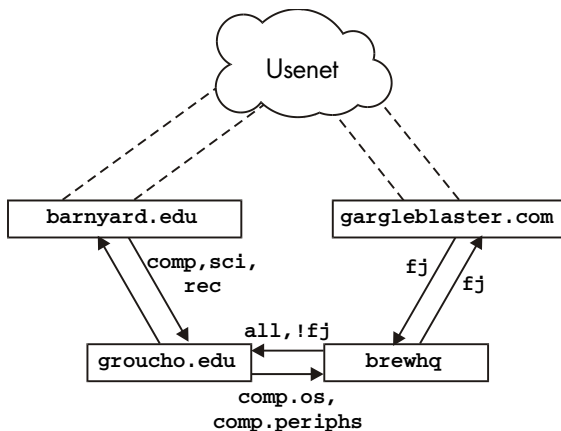 Usenet
barnyard.edu
gargleblaster.com
comp,sci,
rec
fj
fj
all,!fj
groucho.edu
brewhq
comp.os,
comp.periphs